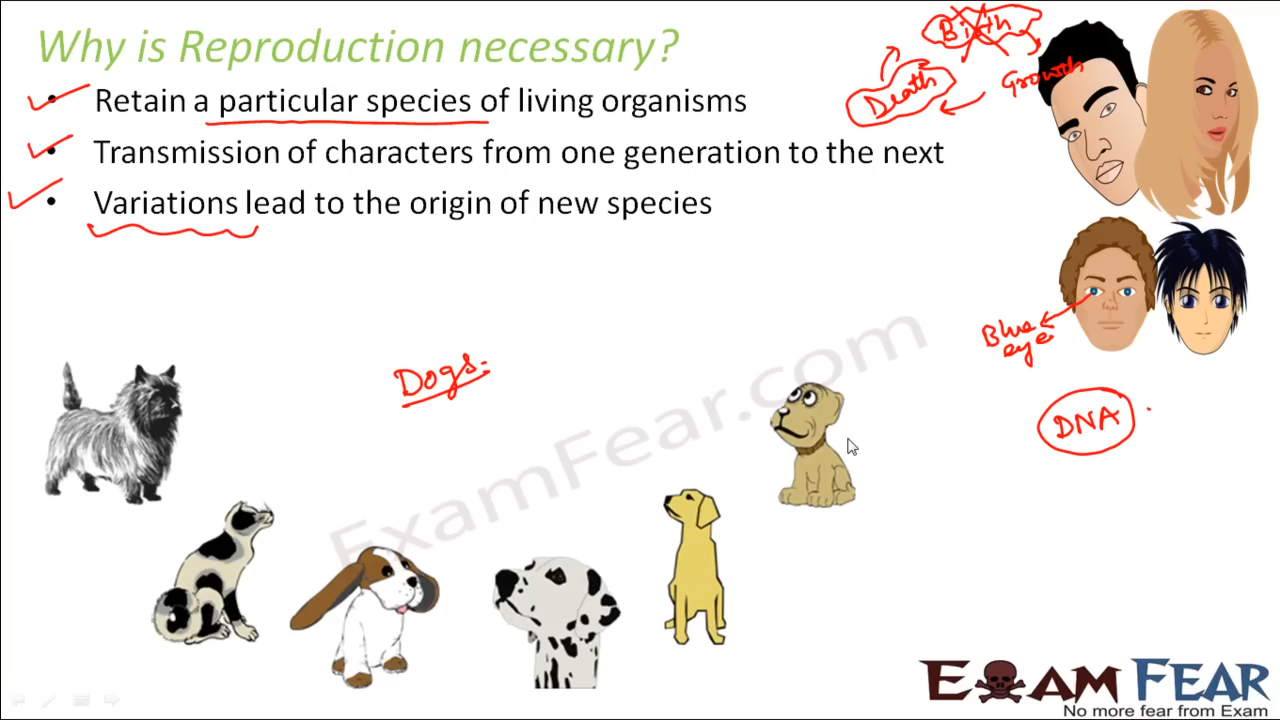 Why is Reproduction necessary?
• Retain a particular species of living organisms
• Transmission of characters from one generation to the next
• Variations lead to the origin of new species
Birth
Growth
Death
Blue
eye
DNA
Dogs
ExamFear.com
EXAM FEAR
No more fear from Exam